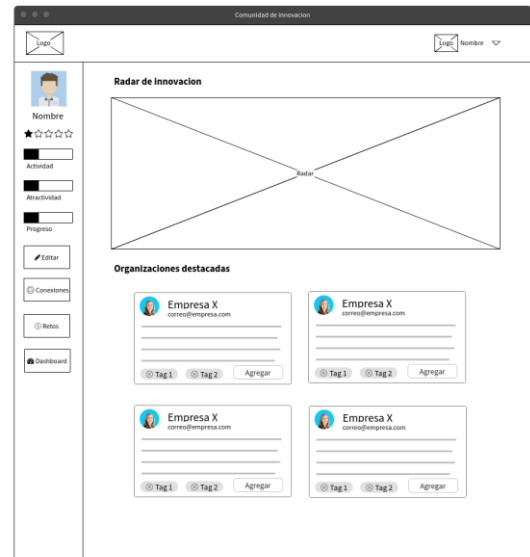 Comunidad de innovacion
Logo
Logo Nombre
Nombre
Actividad
Atractividad
Progreso
Editar
Conexiones
Retos
Dashboard
Radar de innovacion
Radar
Organizaciones destacadas
Empresa X
correo@empresa.com
Tag 1 Tag 2 Agregar
Empresa X
correo@empresa.com
Tag 1 Tag 2 Agregar
Empresa X
correo@empresa.com
Tag 1 Tag 2 Agregar
Empresa X
correo@empresa.com
Tag 1 Tag 2 Agregar